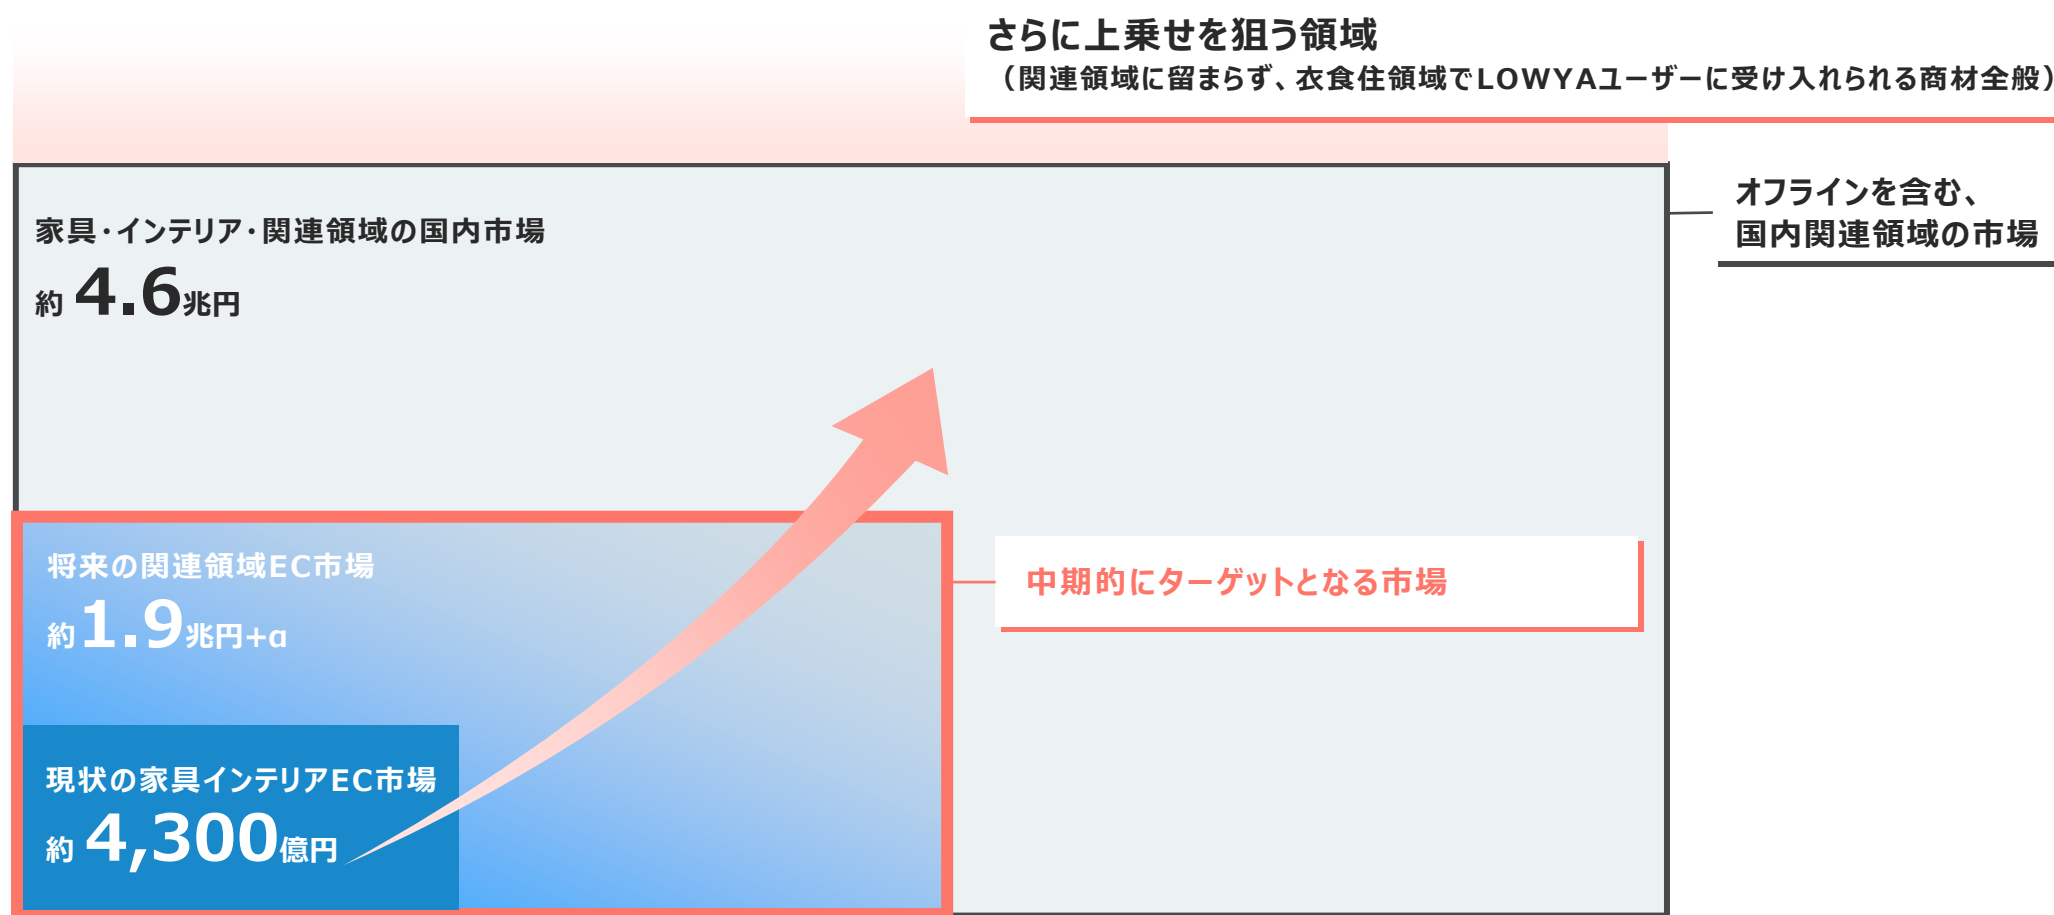 さらに上乗せを狙う領域
（関連領域に留まらず、衣食住領域でLOWYAユーザーに受け入れられる商材全般）
オフラインを含む、
国内関連領域の市場
家具・インテリア・関連領域の国内市場
約 4.6兆円
将来の関連領域EC市場
約1.9兆円+α
中期的にターゲットとなる市場
現状の家具インテリアEC市場
約 4,300億円